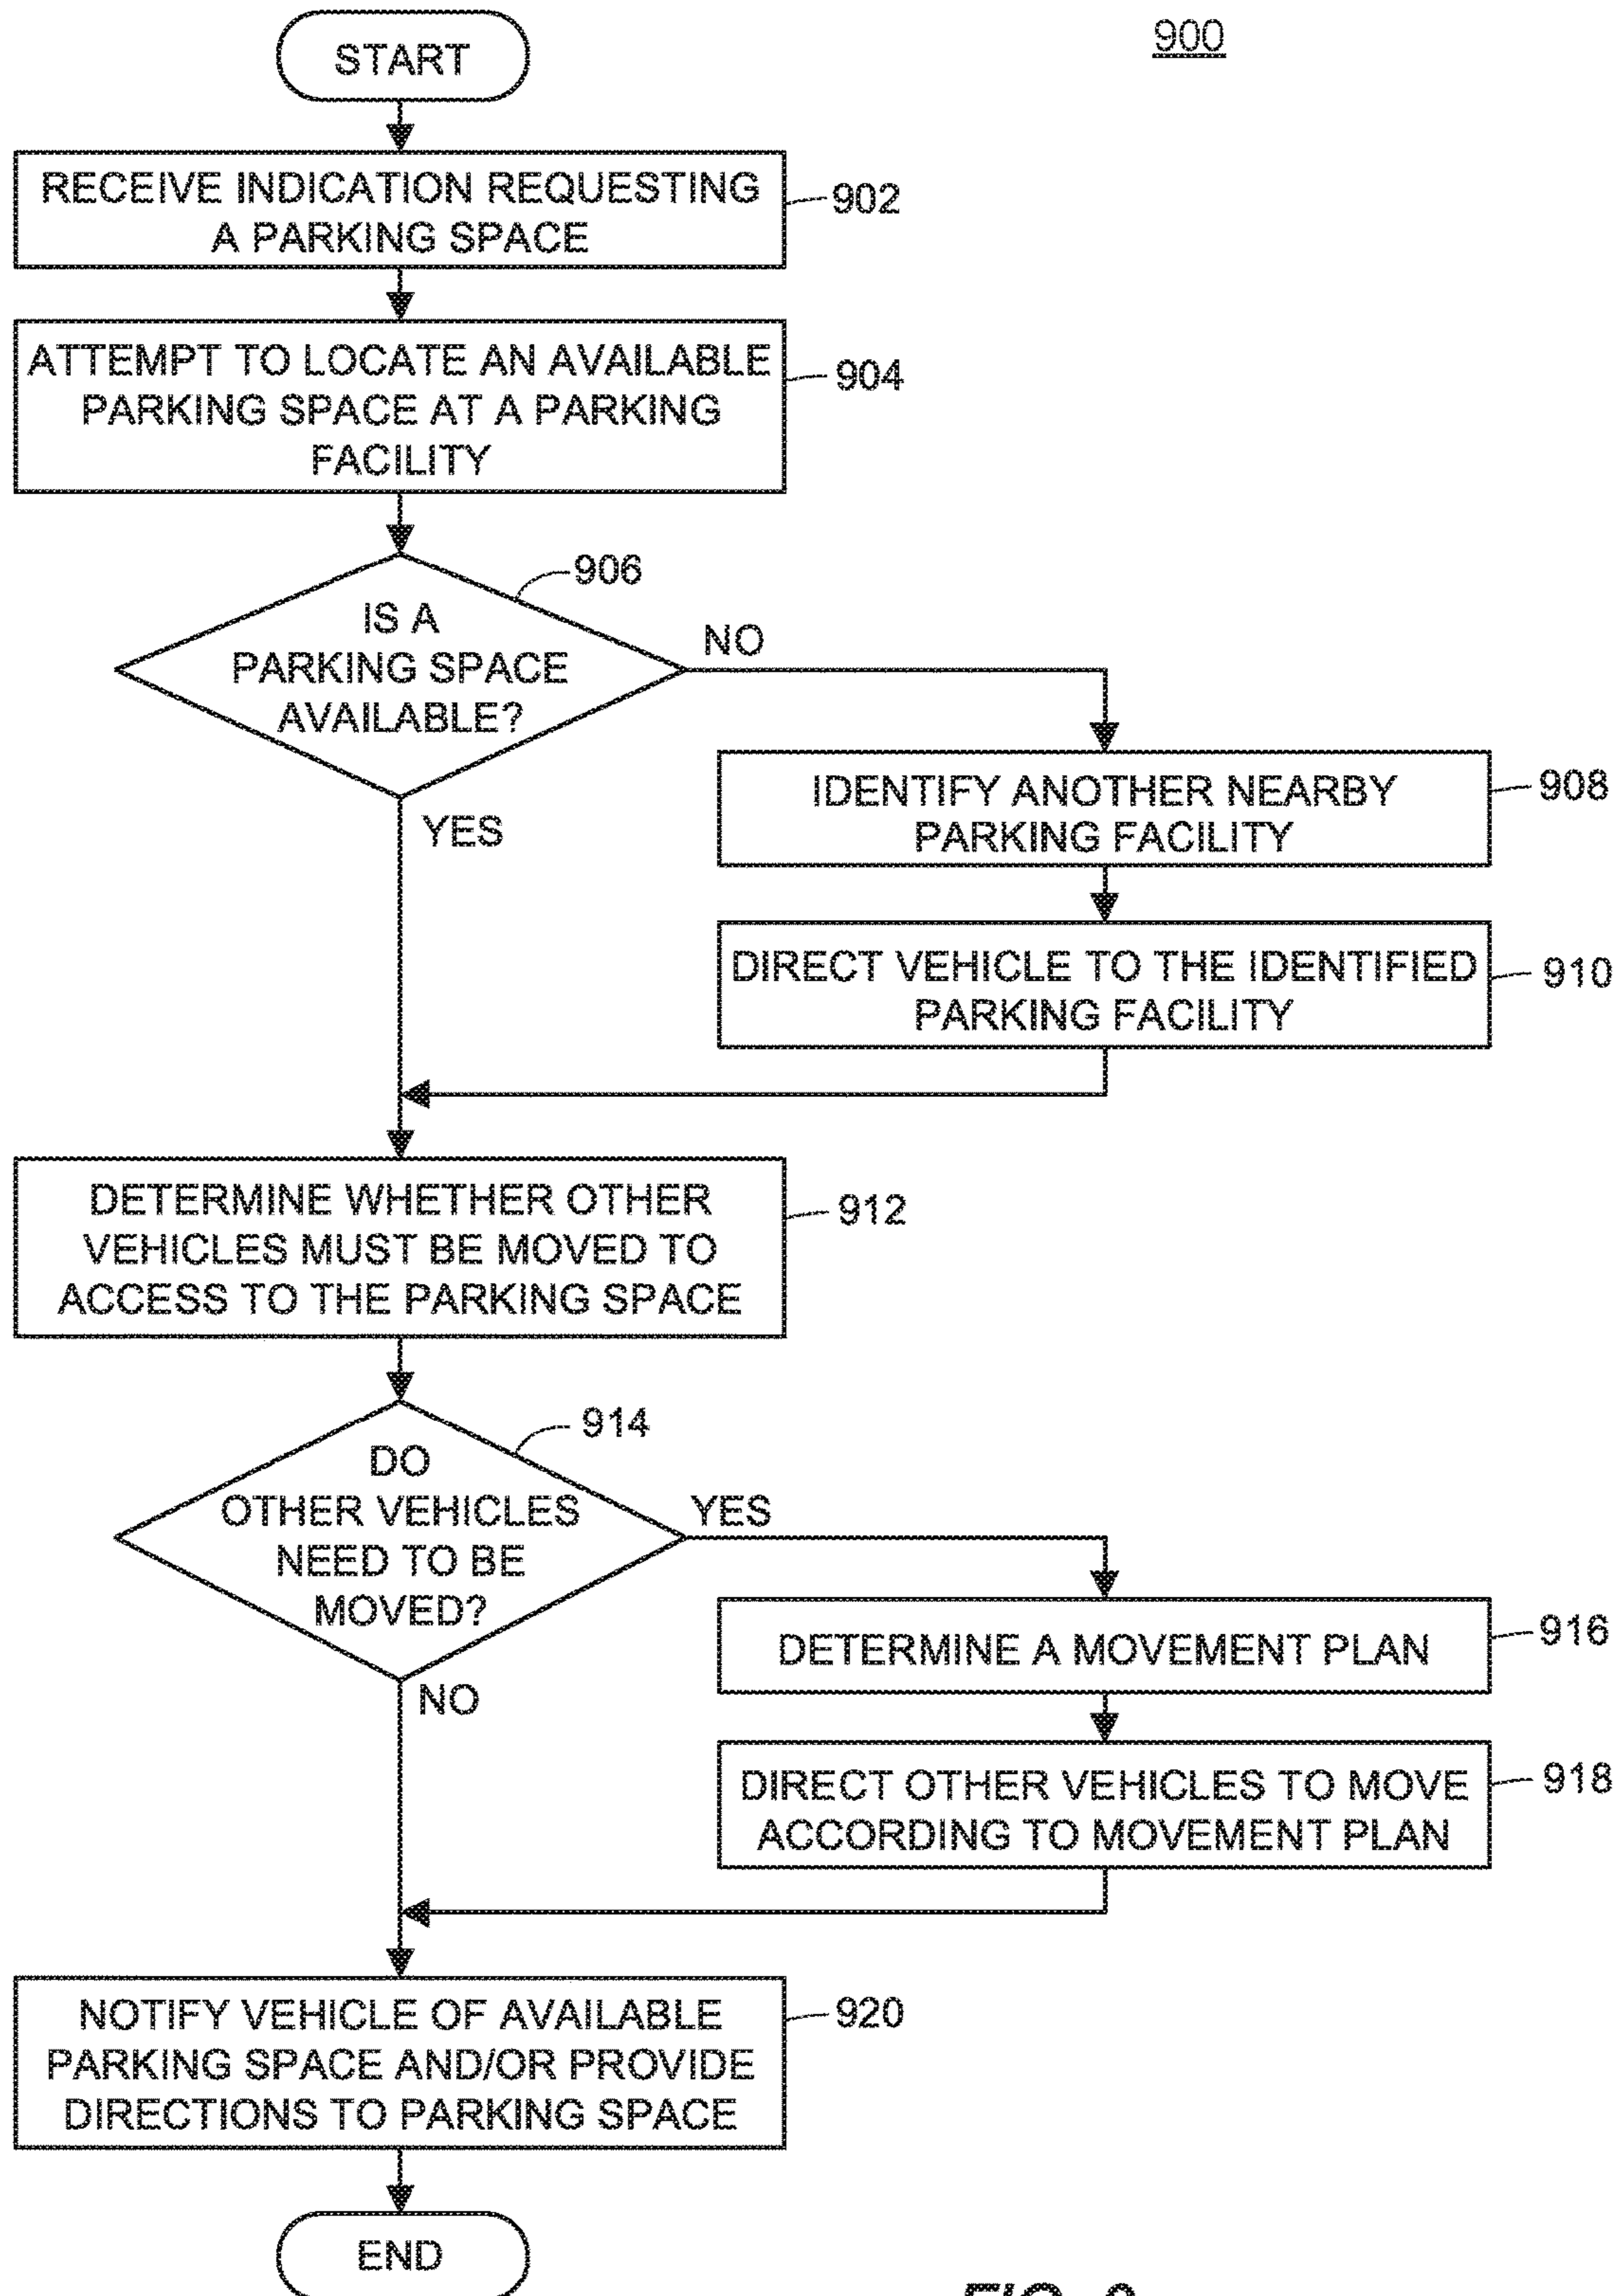 900
START
RECEIVE INDICATION REQUESTING
A PARKING SPACE
902
ATTEMPT TO LOCATE AN AVAILABLE
PARKING SPACE AT A PARKING
FACILITY
904
906
IS A
PARKING SPACE
AVAILABLE?
NO
YES
IDENTIFY ANOTHER NEARBY
PARKING FACILITY
908
DIRECT VEHICLE TO THE IDENTIFIED
PARKING FACILITY
910
DETERMINE WHETHER OTHER
VEHICLES MUST BE MOVED TO
ACCESS TO THE PARKING SPACE
912
914
DO
OTHER VEHICLES
NEED TO BE
MOVED?
YES
NO
DETERMINE A MOVEMENT PLAN
916
DIRECT OTHER VEHICLES TO MOVE
ACCORDING TO MOVEMENT PLAN
918
NOTIFY VEHICLE OF AVAILABLE
PARKING SPACE AND/OR PROVIDE
DIRECTIONS TO PARKING SPACE
920
END